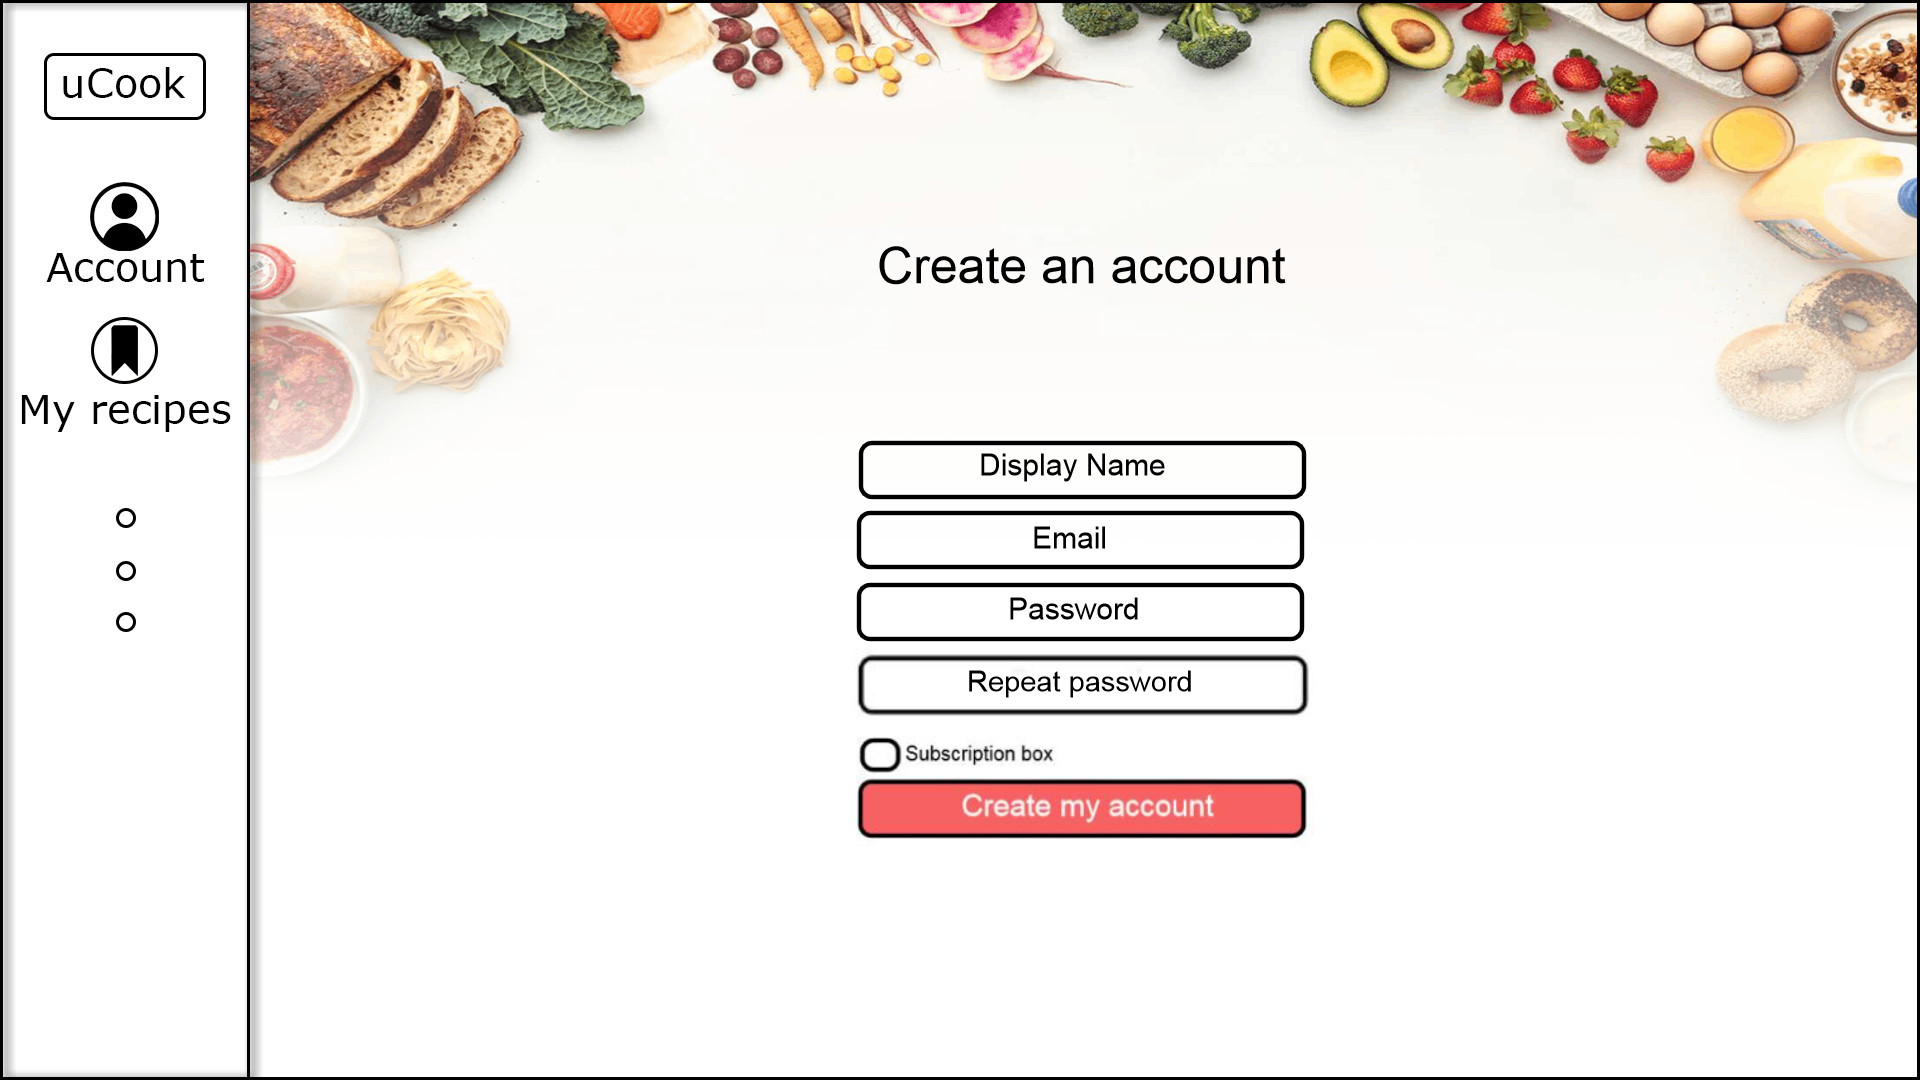 uCook
Account
My recipes
Create an account
Display Name
Email
Password
Repeat password
Subscription box
Create my account